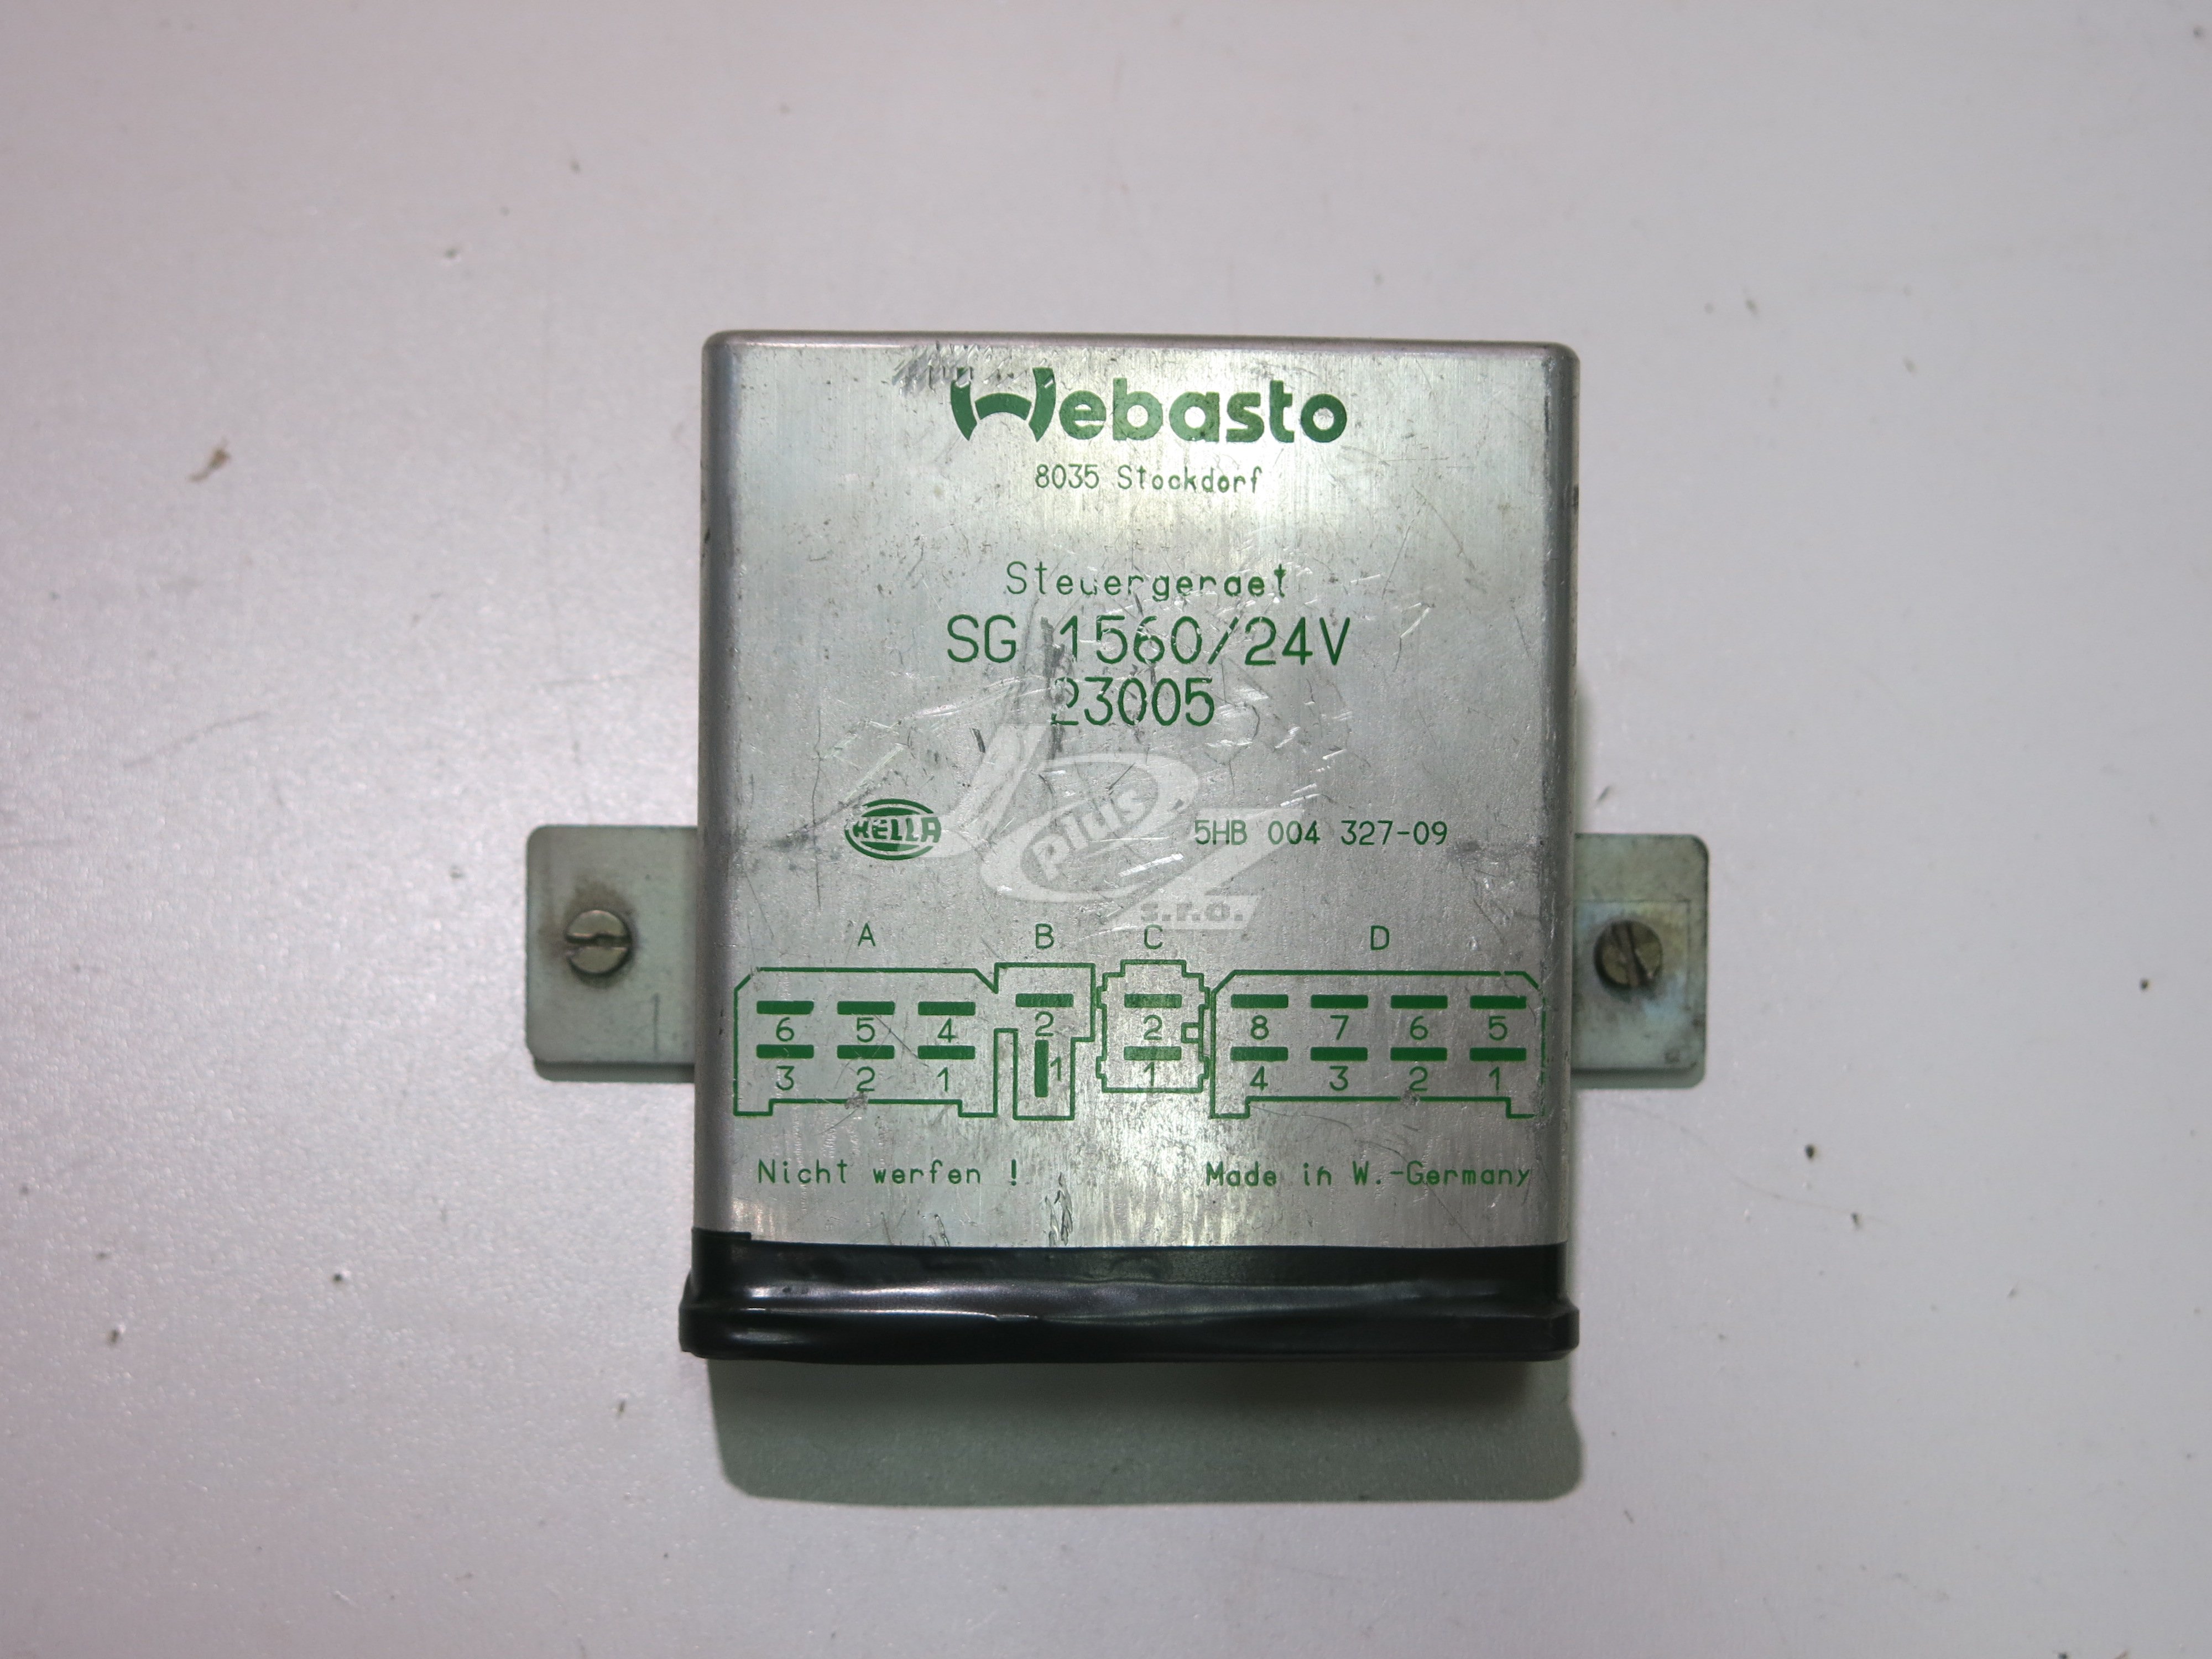 Webasto
8035 Stockdorf
Steuergeraet
SG 1560/24V
23005
HELLA 5HB 004 327-09
plus
s.r.o.
A B C D
6 5 4 2 2 8 7 6 5
3 2 1 1 1 4 3 2 1
Nicht werfen ! Made in W.-Germany